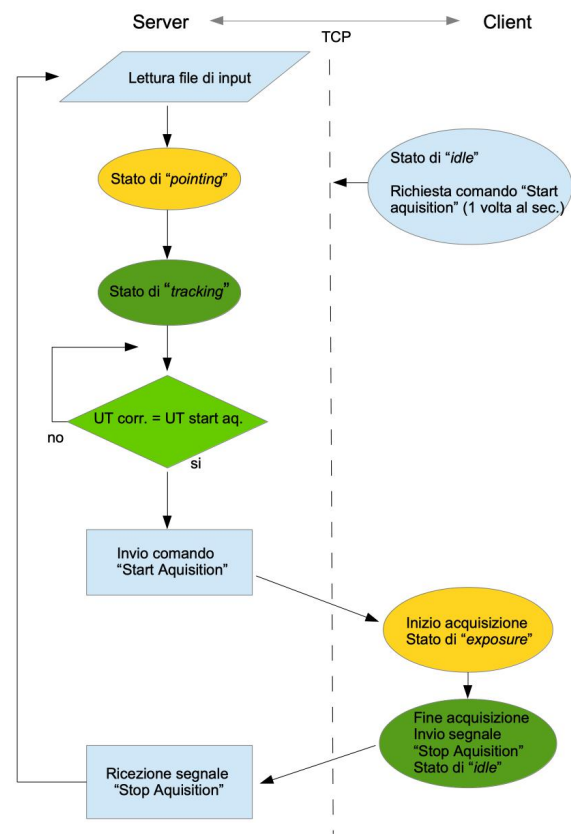 Server
Client
TCP
Lettura file di input
Stato di “pointing”
Stato di “idle”
Richiesta comando “Start
aquisition” (1 volta al sec.)
Stato di “tracking”
UT corr. = UT start aq.
no
si
Invio comando
“Start Aquisition”
Inizio acquisizione
Stato di “exposure”
Fine acquisizione
Invio segnale
“Stop Aquisition”
Stato di “idle”
Ricezione segnale
“Stop Aquisition”